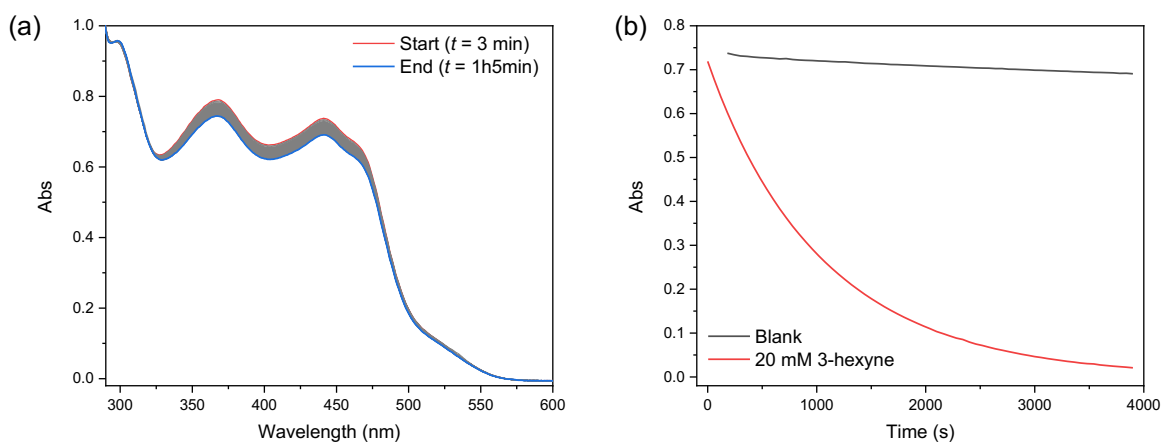 (a)
Start (t = 3 min)
End (t = 1h5min)
Abs
1.0
0.8
0.6
0.4
0.2
0.0
300 350 400 450 500 550 600
Wavelength (nm)
(b)
Abs
0.8
0.7
0.6
0.5
0.4
0.3
0.2
0.1
0.0
Blank
20 mM 3-hexyne
0 1000 2000 3000 4000
Time (s)